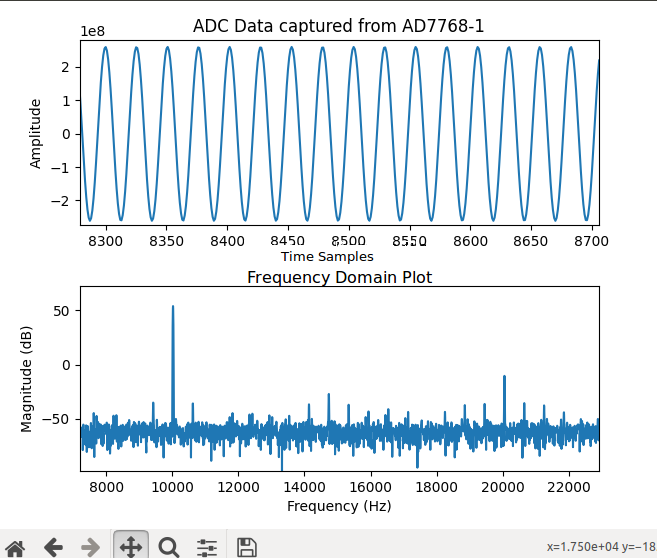 ADC Data captured from AD7768-1
1e8
2
1
0
−1
−2
Amplitude
8300 8350 8400 8450 8500 8550 8600 8650 8700
Time Samples
Frequency Domain Plot
50
0
−50
Magnitude (dB)
8000 10000 12000 14000 16000 18000 20000 22000
Frequency (Hz)
x=1.750e+04 y=−18